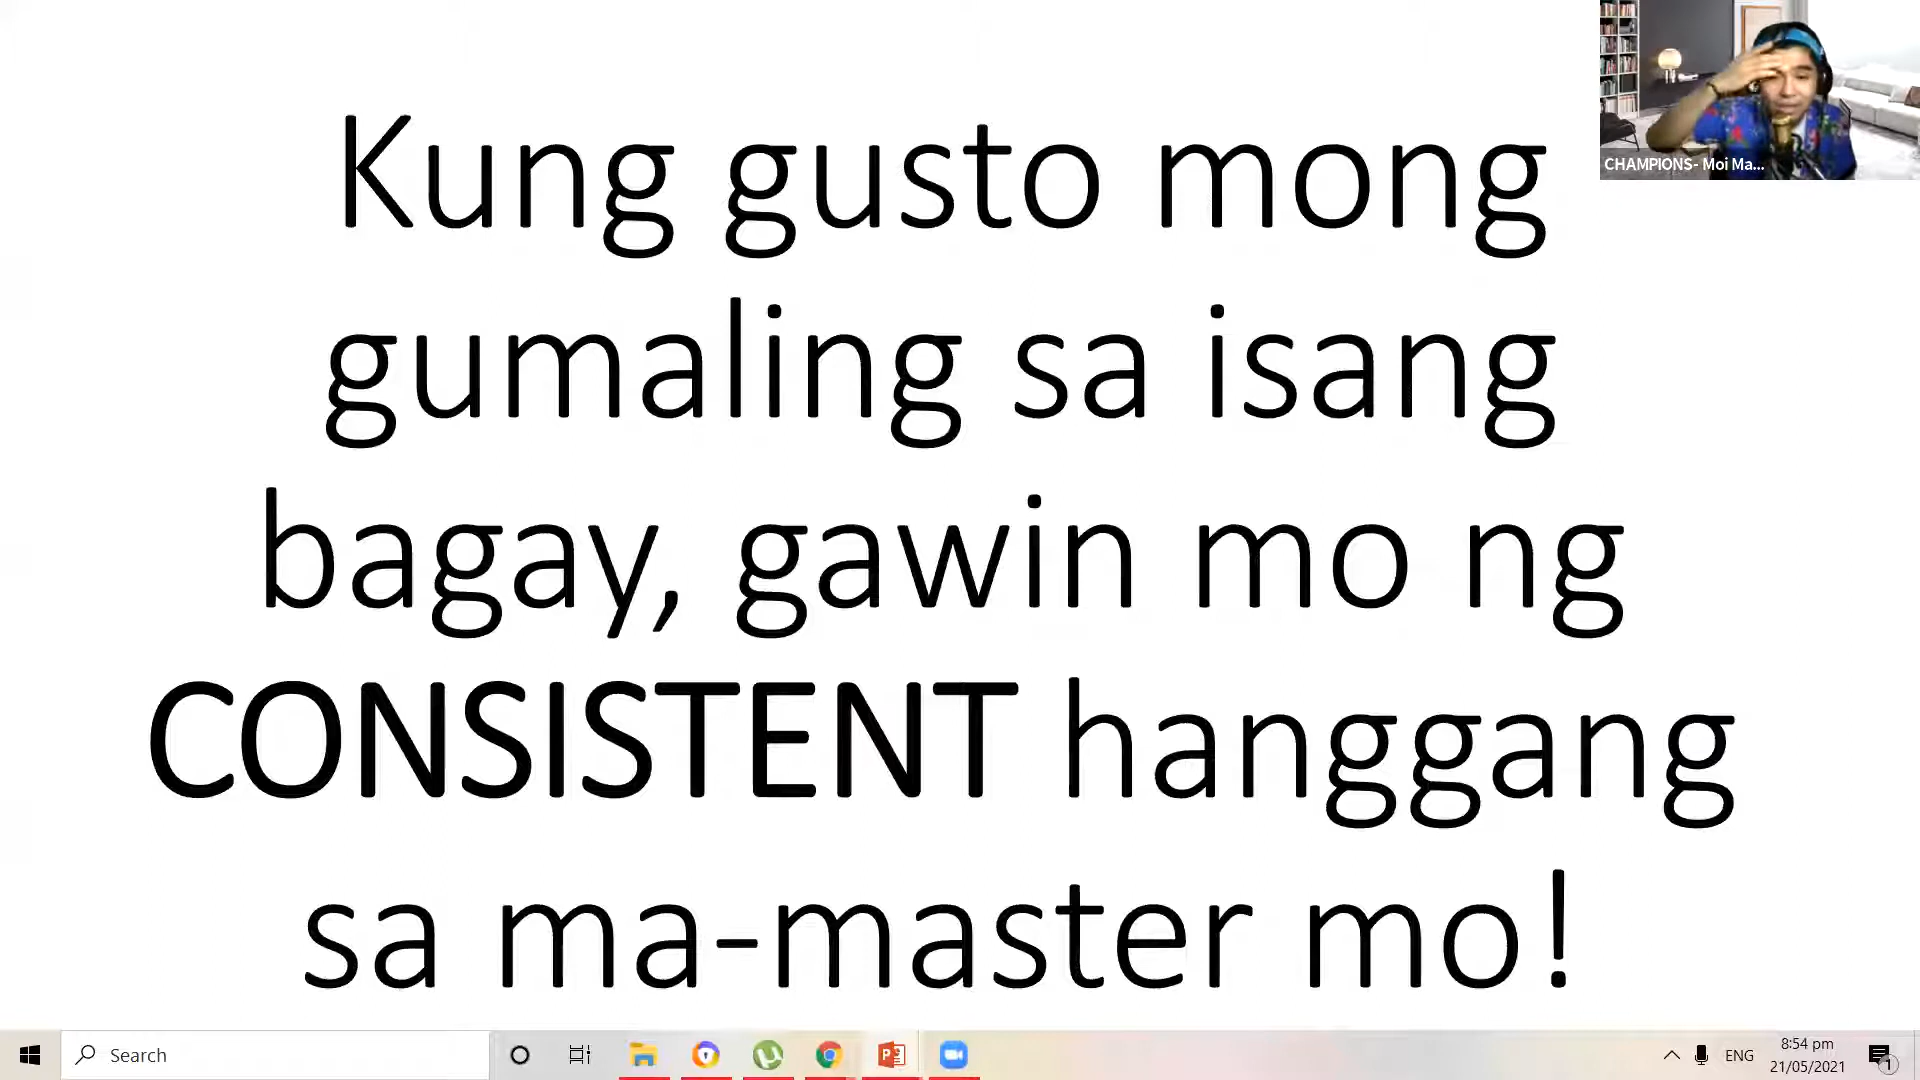 Kung gusto mong
gumaling sa isang
bagay, gawin mo ng
CONSISTENT hanggang
sa ma-master mo!
CHAMPIONS- Moi Ma...
Search
ENG
8:54 pm
21/05/2021
1